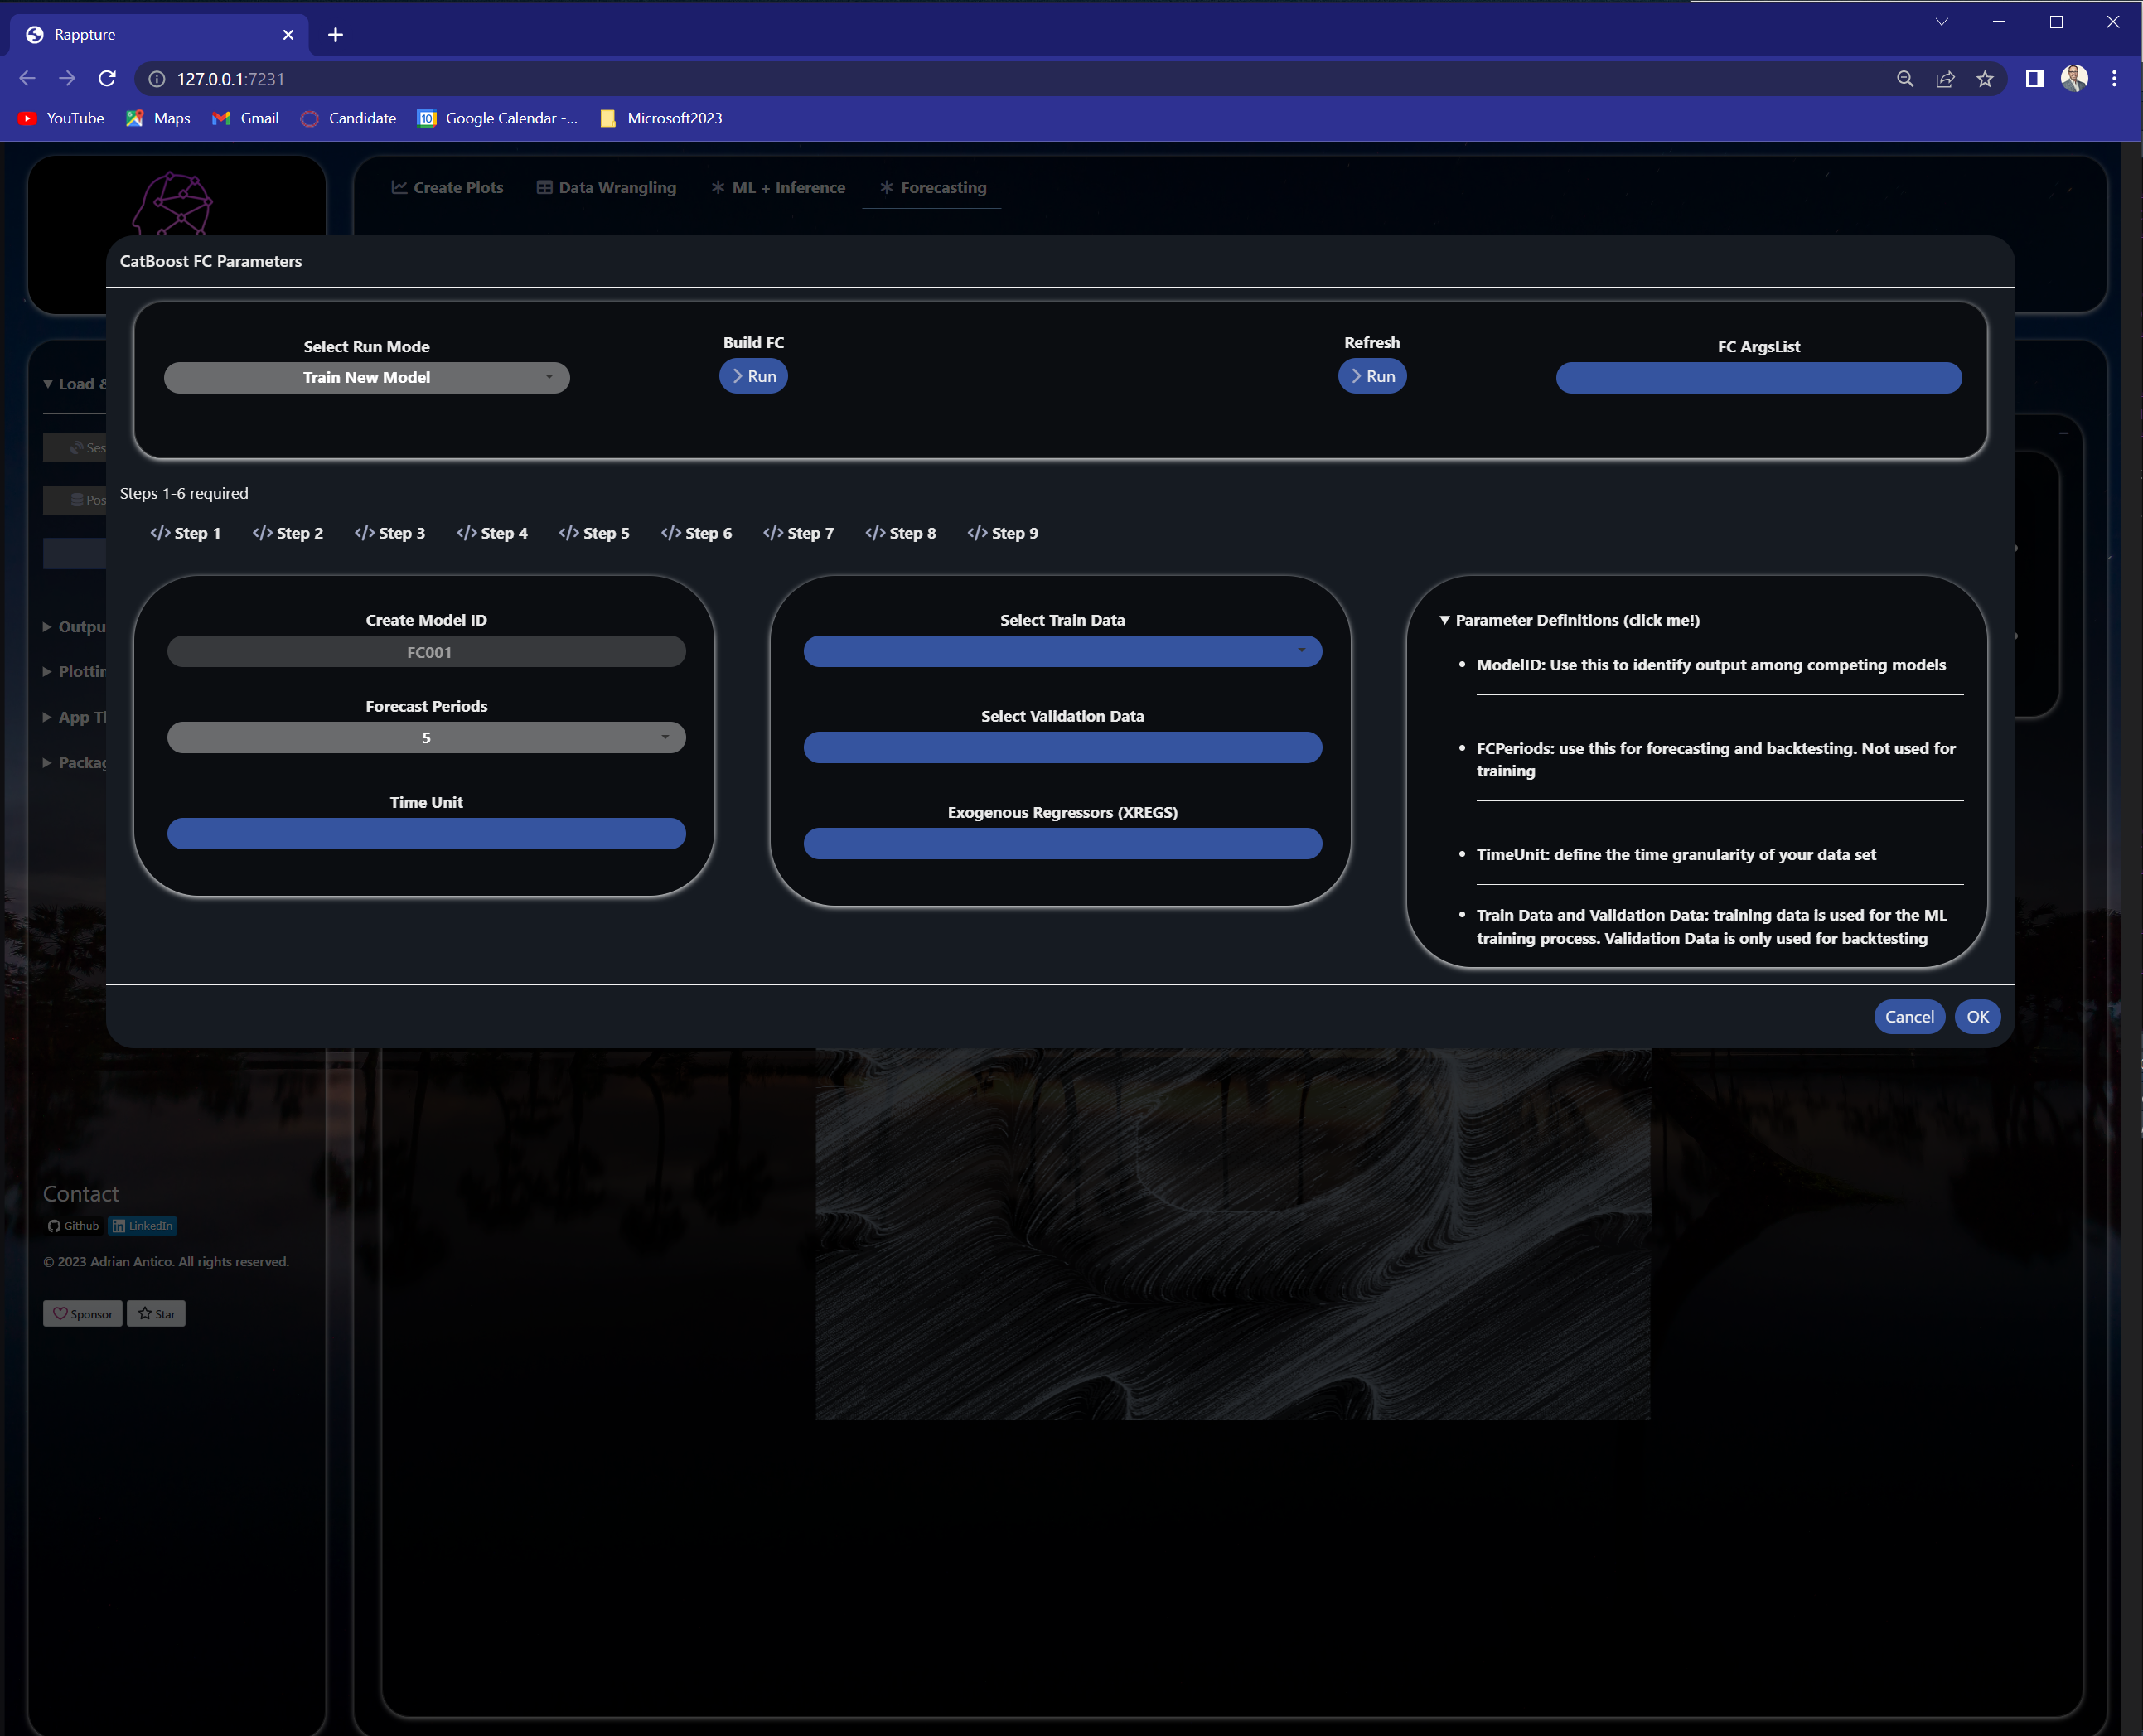 Rappture
127.0.0.1:7231
YouTube Maps Gmail Candidate 10 Google Calendar -... Microsoft2023
Create Plots Data Wrangling ML + Inference Forecasting
CatBoost FC Parameters
Select Run Mode Build FC Refresh FC ArgsList
Train New Model Run Run
Load &
Ses
Pos
Steps 1-6 required
</> Step 1 </> Step 2 </> Step 3 </> Step 4 </> Step 5 </> Step 6 </> Step 7 </> Step 8 </> Step 9
Create Model ID
FC001
Forecast Periods
5
Time Unit
Select Train Data
Select Validation Data
Exogenous Regressors (XREGS)
Parameter Definitions (click me!)
• ModelID: Use this to identify output among competing models
• FCPeriods: use this for forecasting and backtesting. Not used for
training
• TimeUnit: define the time granularity of your data set
• Train Data and Validation Data: training data is used for the ML
training process. Validation Data is only used for backtesting
Outpu
Plottin
App Th
Packag
Cancel OK
Contact
Github LinkedIn
© 2023 Adrian Antico. All rights reserved.
Sponsor Star